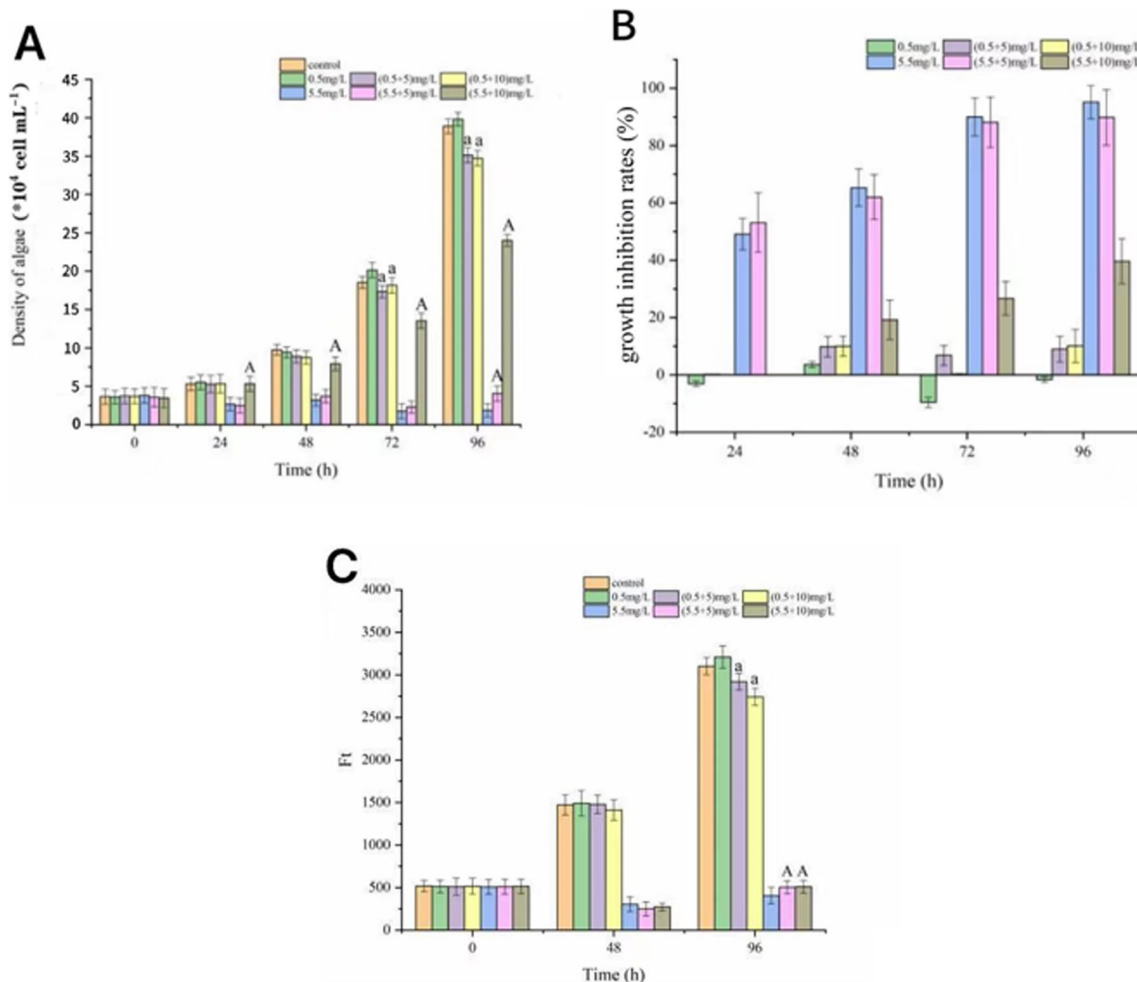 A
control
0.5mg/L (0.5+5)mg/L (0.5+10)mg/L
5.5mg/L (5.5+5)mg/L (5.5+10)mg/L
Density of algae (*10⁴ cell mL⁻¹)
45
40
35
30
25
20
15
10
5
0
A
A
a a
A
a a
A
A
0 24 48 72 96
Time (h)
B
0.5mg/L (0.5+5)mg/L (0.5+10)mg/L
5.5mg/L (5.5+5)mg/L (5.5+10)mg/L
growth inhibition rates (%)
100
80
60
40
20
0
-20
24 48 72 96
Time (h)
C
control
0.5mg/L (0.5+5)mg/L (0.5+10)mg/L
5.5mg/L (5.5+5)mg/L (5.5+10)mg/L
Ft
4000
3500
3000
2500
2000
1500
1000
500
0
a
a
A A
0 48 96
Time (h)